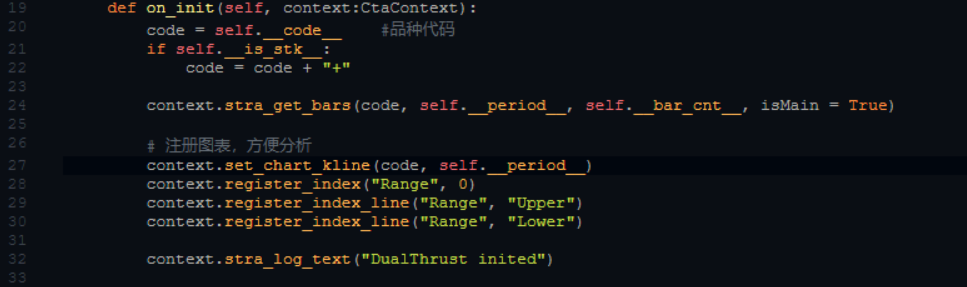 19 def on_init(self, context:CtaContext):
20 code = self.__code__ #品种代码
21 if self.__is_stk__:
22 code = code + "+"
23
24 context.stra_get_bars(code, self.__period__, self.__bar_cnt__, isMain = True)
25
26 # 注册图表，方便分析
27 context.set_chart_kline(code, self.__period__)
28 context.register_index("Range", 0)
29 context.register_index_line("Range", "Upper")
30 context.register_index_line("Range", "Lower")
31
32 context.stra_log_text("DualThrust inited")
33